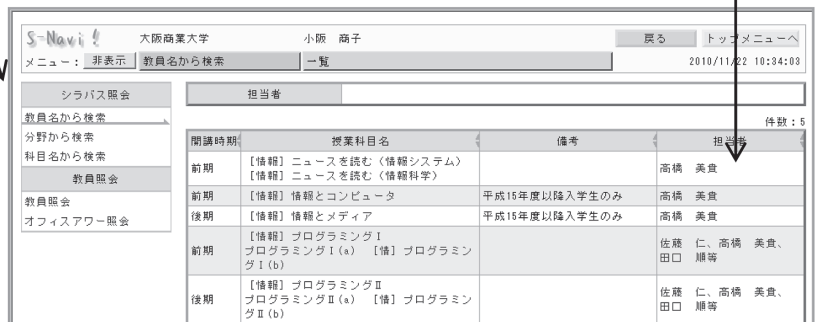 S-Navi!
大阪商業大学
小阪 商子
戻る
トップメニューへ
メニュー： 非表示
教員名から検索
一覧
2010/11/22 10:34:03
シラバス照会
教員名から検索
分野から検索
科目名から検索
教員照会
教員照会
オフィスアワー照会
担当者
件数：5
開講時期 授業科目名 備考 担当者
前期
［情報］ニュースを読む（情報システム）
［情報］ニュースを読む（情報科学）
高橋 美貴
前期 ［情報］情報とコンピュータ 平成15年度以降入学生のみ 高橋 美貴
後期 ［情報］情報とメディア 平成15年度以降入学生のみ 高橋 美貴
前期
［情報］プログラミングⅠ
プログラミングⅠ(a) ［情］プログラミン
グⅠ(b)
佐藤 仁、高橋 美貴、
田口 順等
後期
［情報］プログラミングⅡ
プログラミングⅡ(a) ［情］プログラミン
グⅡ(b)
佐藤 仁、高橋 美貴、
田口 順等